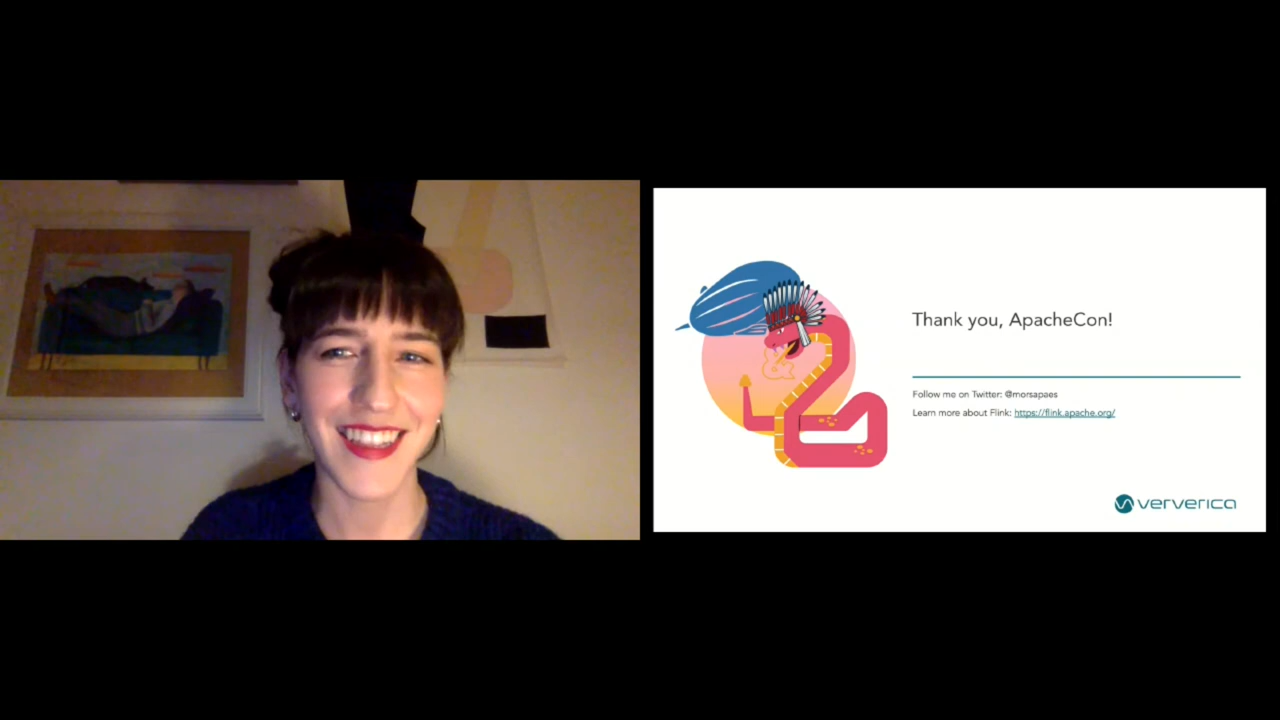 Thank you, ApacheCon!
Follow me on Twitter: @morsapaes
Learn more about Flink: https://flink.apache.org/
ververica